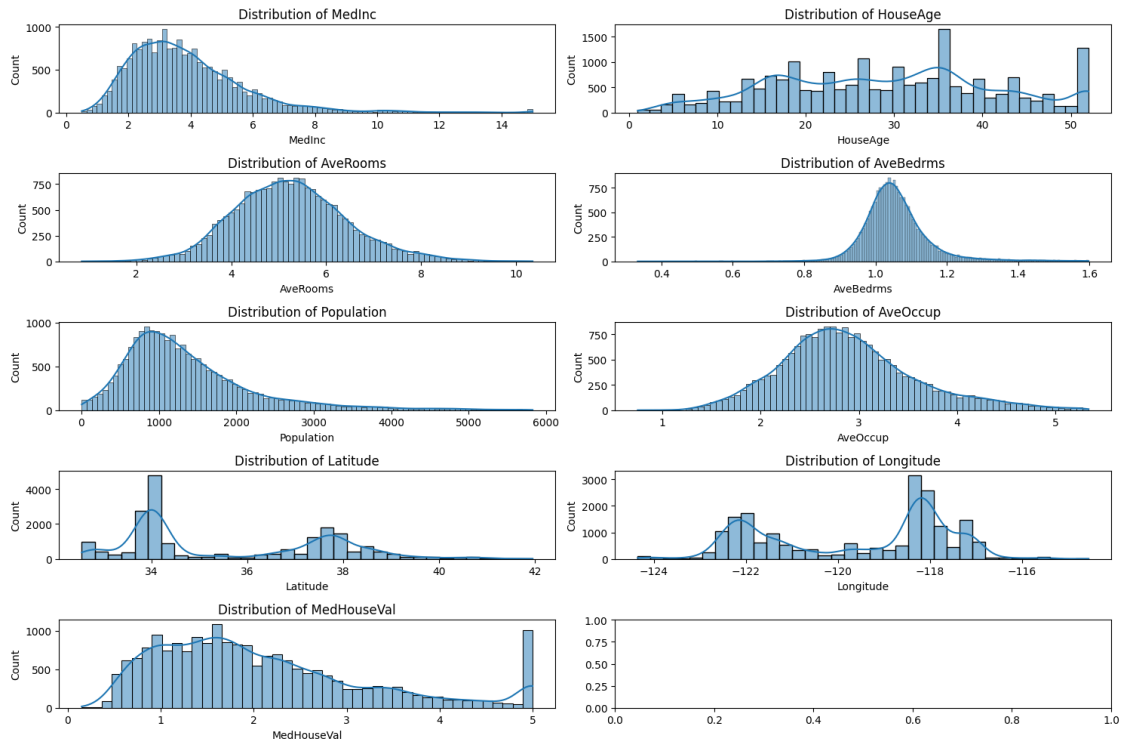 Distribution of MedInc
1000
500
0
Count
0 2 4 6 8 10 12 14
MedInc
Distribution of HouseAge
1500
1000
500
0
Count
0 10 20 30 40 50
HouseAge
Distribution of AveRooms
750
500
250
0
Count
2 4 6 8 10
AveRooms
Distribution of AveBedrms
750
500
250
0
Count
0.4 0.6 0.8 1.0 1.2 1.4 1.6
AveBedrms
Distribution of Population
1000
500
0
Count
0 1000 2000 3000 4000 5000 6000
Population
Distribution of AveOccup
750
500
250
0
Count
1 2 3 4 5
AveOccup
Distribution of Latitude
4000
2000
0
Count
34 36 38 40 42
Latitude
Distribution of Longitude
3000
2000
1000
0
Count
−124 −122 −120 −118 −116
Longitude
Distribution of MedHouseVal
1000
500
0
Count
0 1 2 3 4 5
MedHouseVal
1.00
0.75
0.50
0.25
0.00
0.0 0.2 0.4 0.6 0.8 1.0